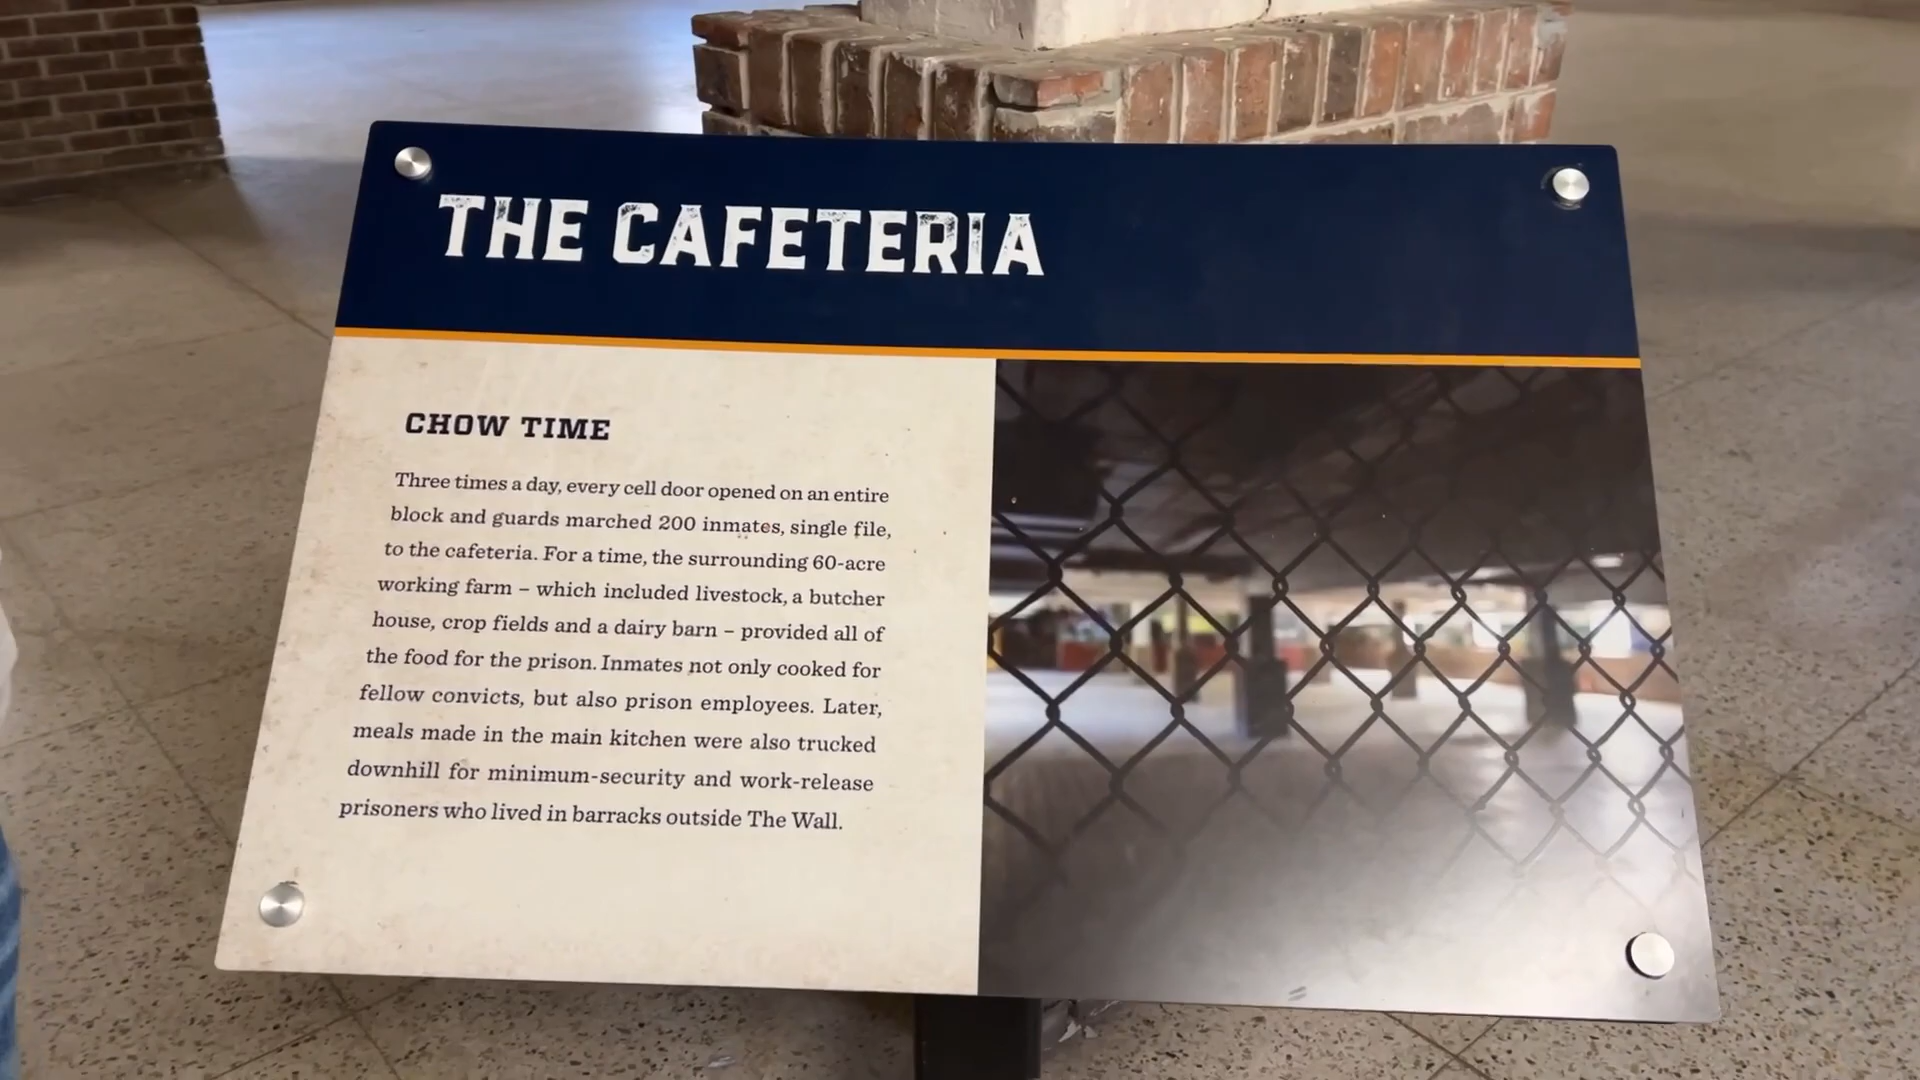 THE CAFETERIA
CHOW TIME
Three times a day, every cell door opened on an entire
block and guards marched 200 inmates, single file,
to the cafeteria. For a time, the surrounding 60-acre
working farm – which included livestock, a butcher
house, crop fields and a dairy barn – provided all of
the food for the prison. Inmates not only cooked for
fellow convicts, but also prison employees. Later,
meals made in the main kitchen were also trucked
downhill for minimum-security and work-release
prisoners who lived in barracks outside The Wall.